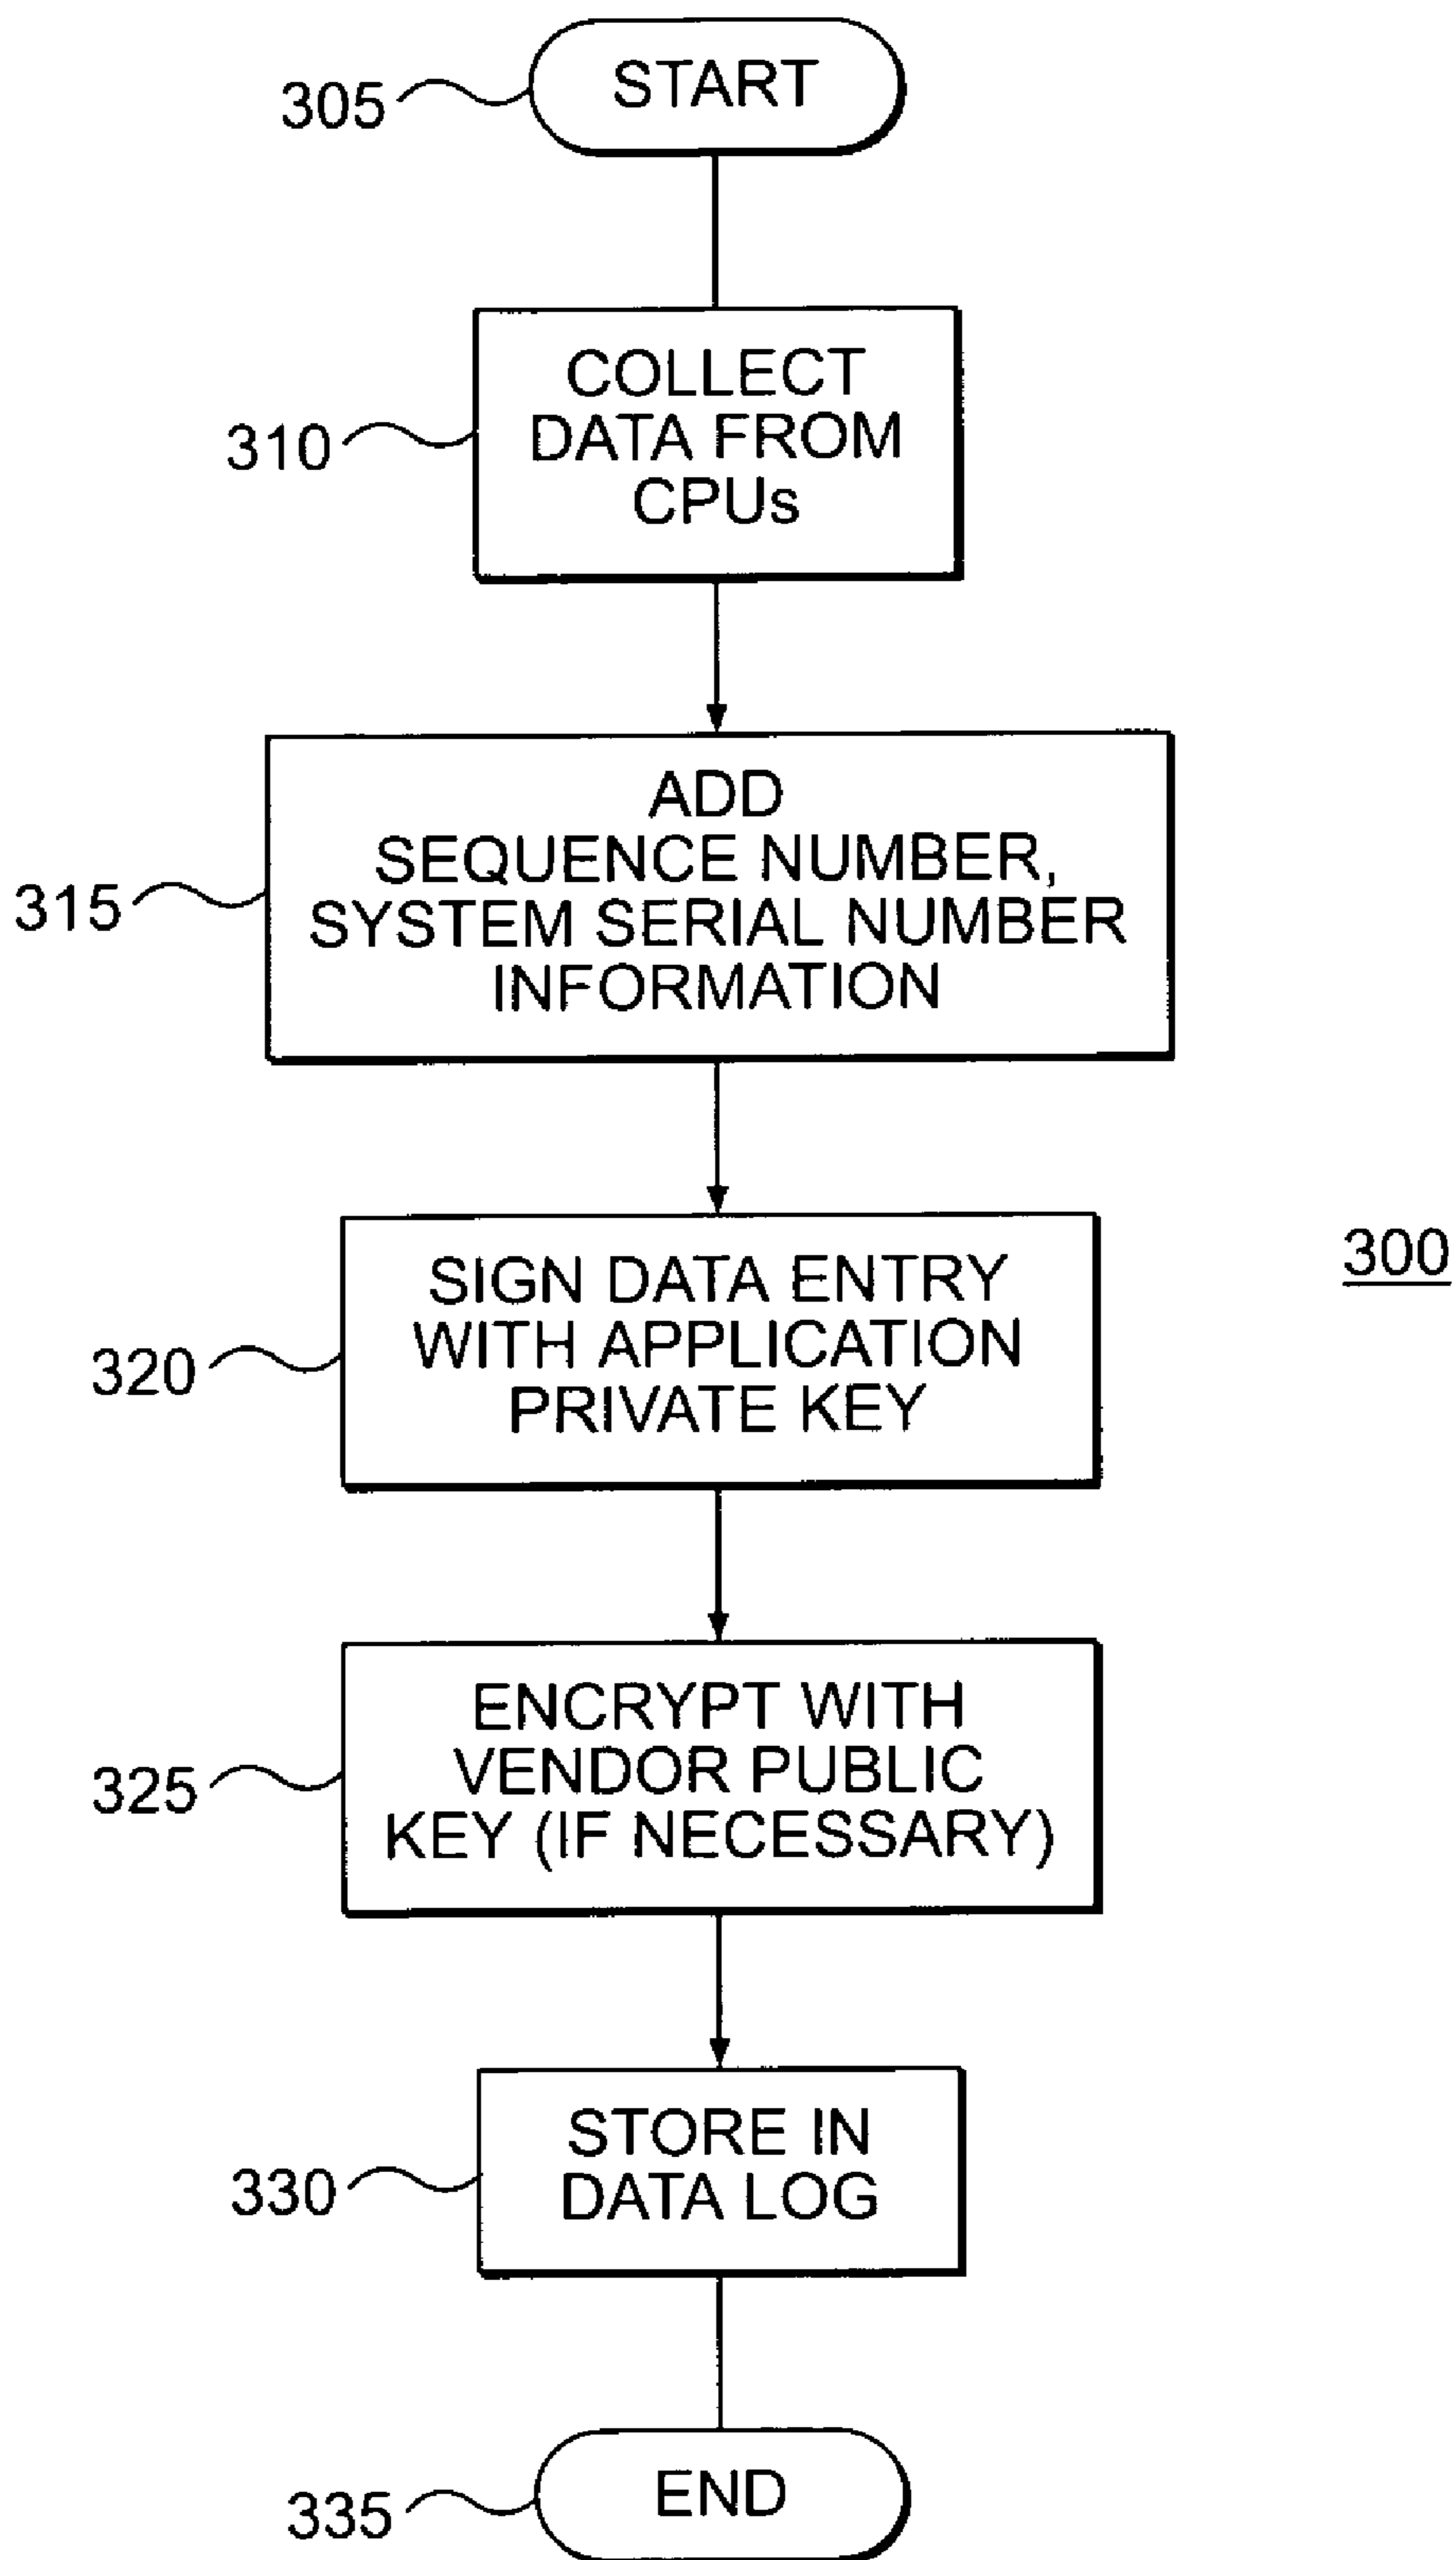 START
305
COLLECT
DATA FROM
CPUs
310
ADD
SEQUENCE NUMBER,
SYSTEM SERIAL NUMBER
INFORMATION
315
SIGN DATA ENTRY
WITH APPLICATION
PRIVATE KEY
320
300
ENCRYPT WITH
VENDOR PUBLIC
KEY (IF NECESSARY)
325
STORE IN
DATA LOG
330
END
335